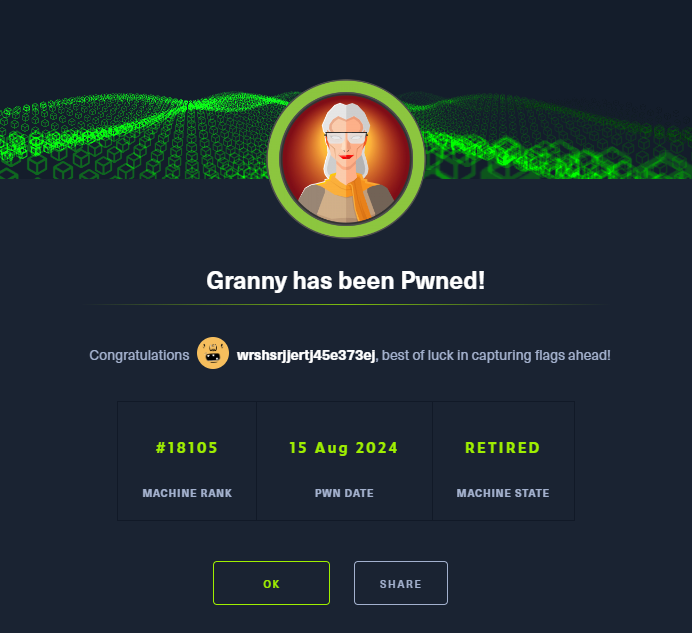 Granny has been Pwned!
Congratulations wrshsrjjertj45e373ej, best of luck in capturing flags ahead!
#18105 15 Aug 2024 RETIRED
MACHINE RANK PWN DATE MACHINE STATE
OK SHARE